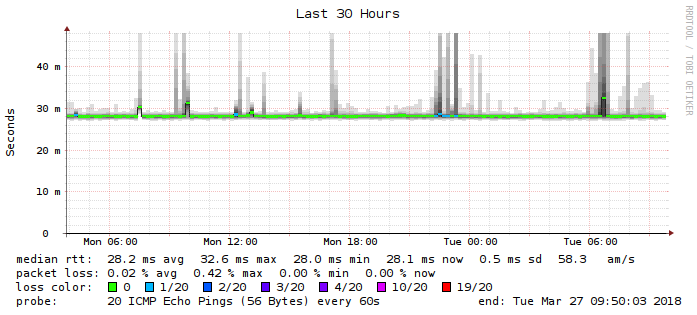 Last 30 Hours
RRDTOOL / TOBI OETIKER
Seconds
40 m
30 m
20 m
10 m
0
Mon 06:00 Mon 12:00 Mon 18:00 Tue 00:00 Tue 06:00
median rtt: 28.2 ms avg 32.6 ms max 28.0 ms min 28.1 ms now 0.5 ms sd 58.3 am/s
packet loss: 0.02 % avg 0.42 % max 0.00 % min 0.00 % now
loss color: 0 1/20 2/20 3/20 4/20 10/20 19/20
probe: 20 ICMP Echo Pings (56 Bytes) every 60s end: Tue Mar 27 09:50:03 2018